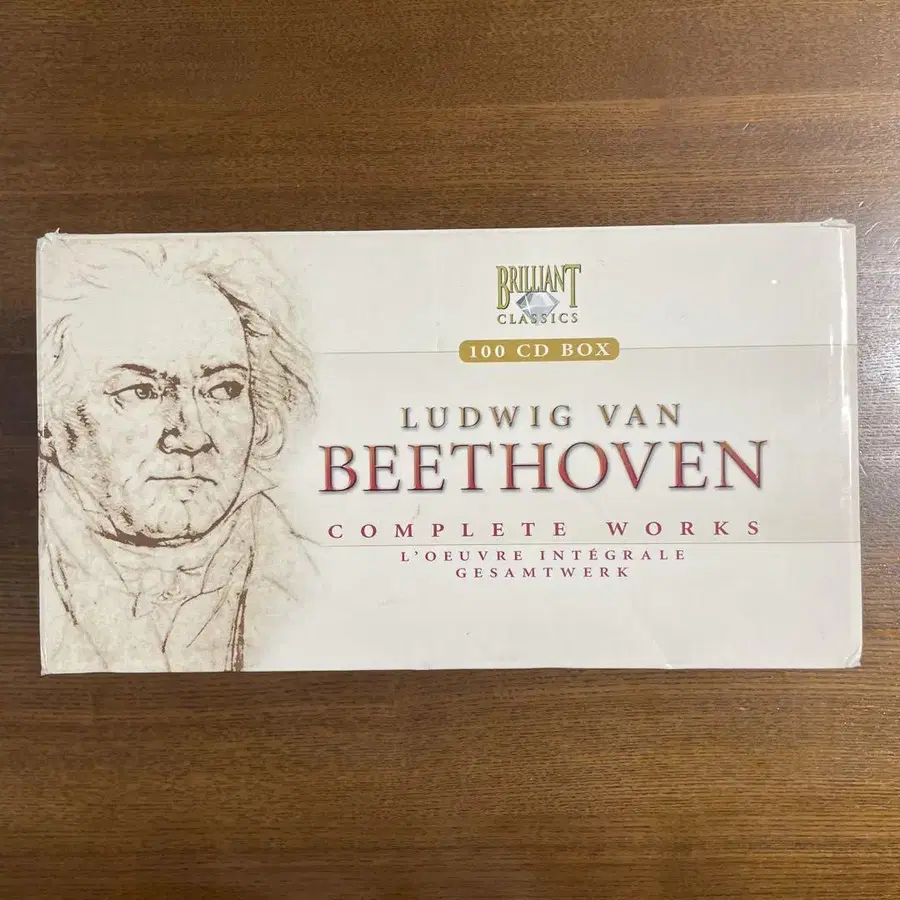 BRILLIANT
CLASSICS
100 CD BOX
LUDWIG VAN
BEETHOVEN
COMPLETE WORKS
L'OEUVRE INTÉGRALE
GESAMTWERK